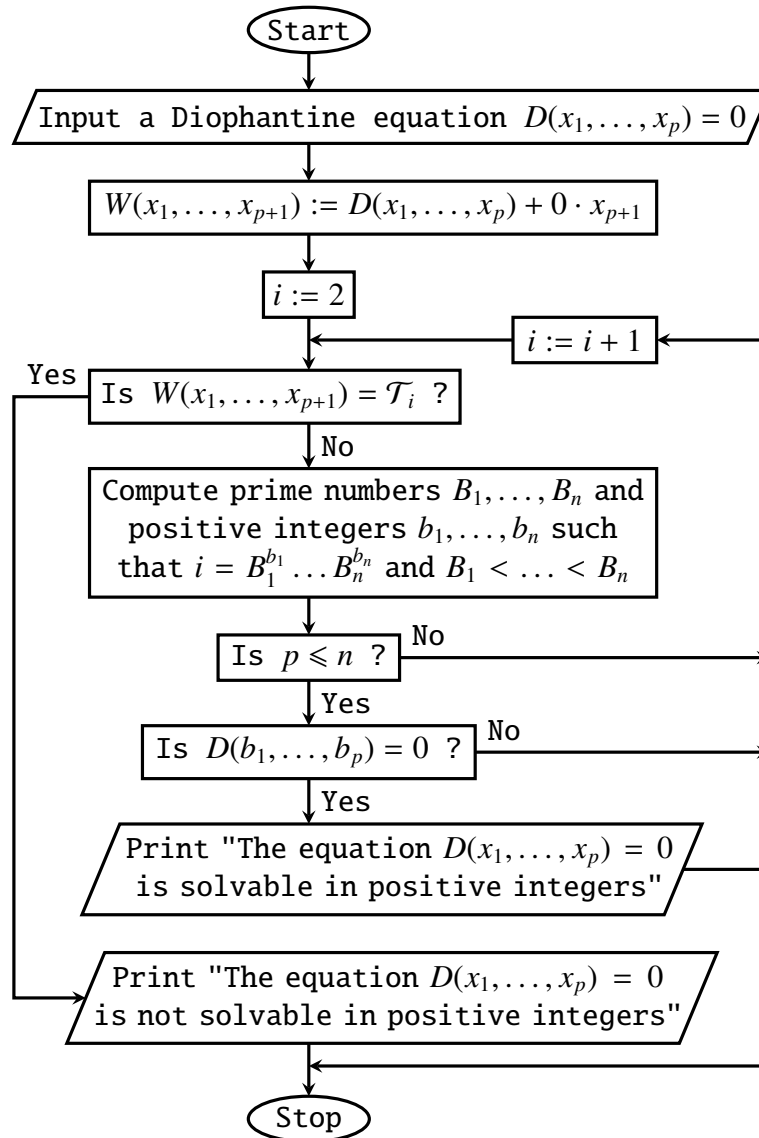 Start
Input a Diophantine equation D(x₁, …, xₚ) = 0
W(x₁, …, xₚ₊₁) := D(x₁, …, xₚ) + 0 · xₚ₊₁
i := 2
i := i + 1
Yes
Is W(x₁, …, xₚ₊₁) = 𝒯ᵢ ?
No
Compute prime numbers B₁, …, Bₙ and
positive integers b₁, …, bₙ such
that i = B₁^{b₁} … Bₙ^{bₙ} and B₁ < … < Bₙ
Is p ⩽ n ?
No
Yes
Is D(b₁, …, bₚ) = 0 ?
No
Yes
Print "The equation D(x₁, …, xₚ) = 0
is solvable in positive integers"
Print "The equation D(x₁, …, xₚ) = 0
is not solvable in positive integers"
Stop